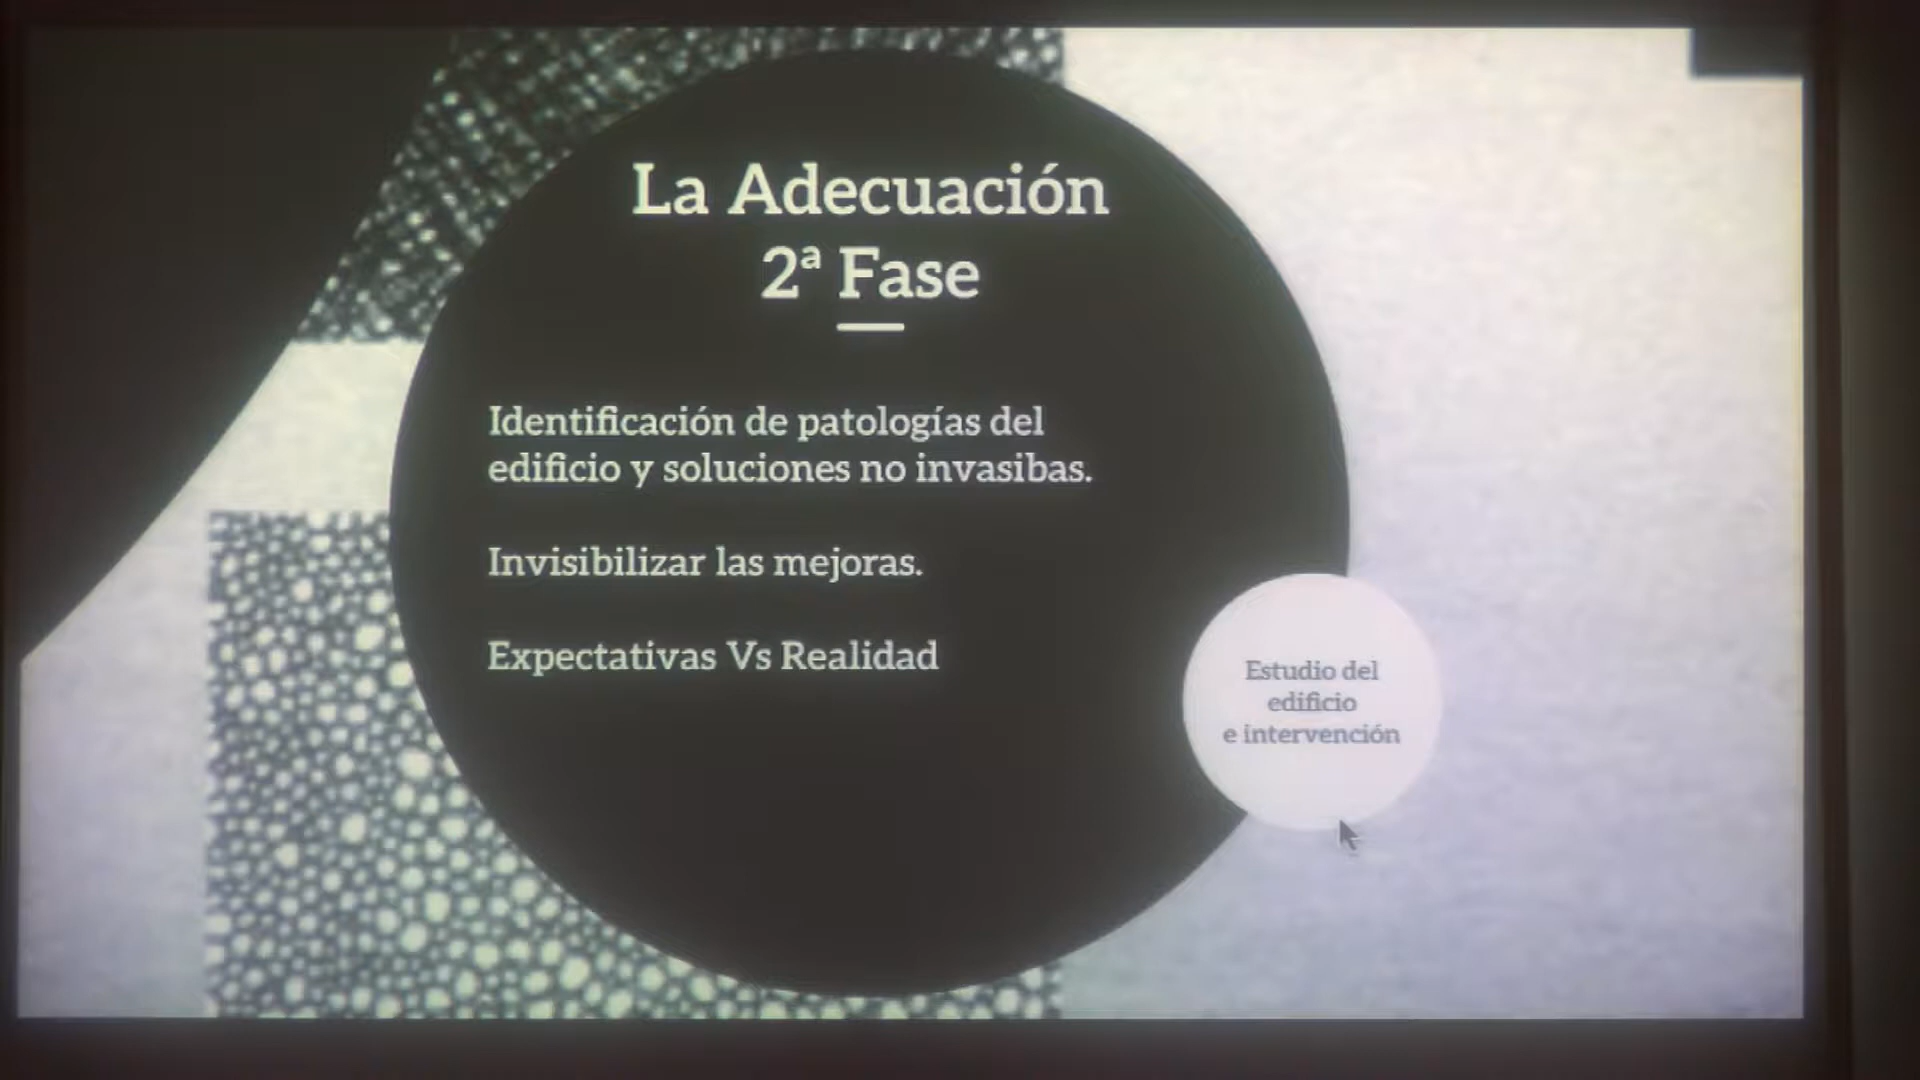 La Adecuación
2ª Fase
Identificación de patologías del
edificio y soluciones no invasibas.
Invisibilizar las mejoras.
Expectativas Vs Realidad
Estudio del
edificio
e intervención